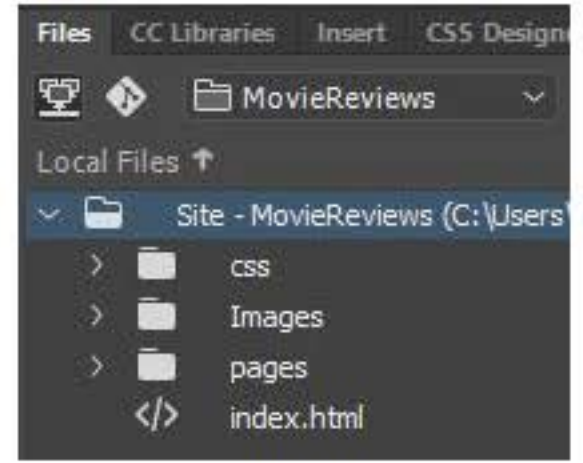 Files CC Libraries Insert CSS Designe
MovieReviews
Local Files ↑
Site - MovieReviews (C:\Users\
css
Images
pages
</> index.html